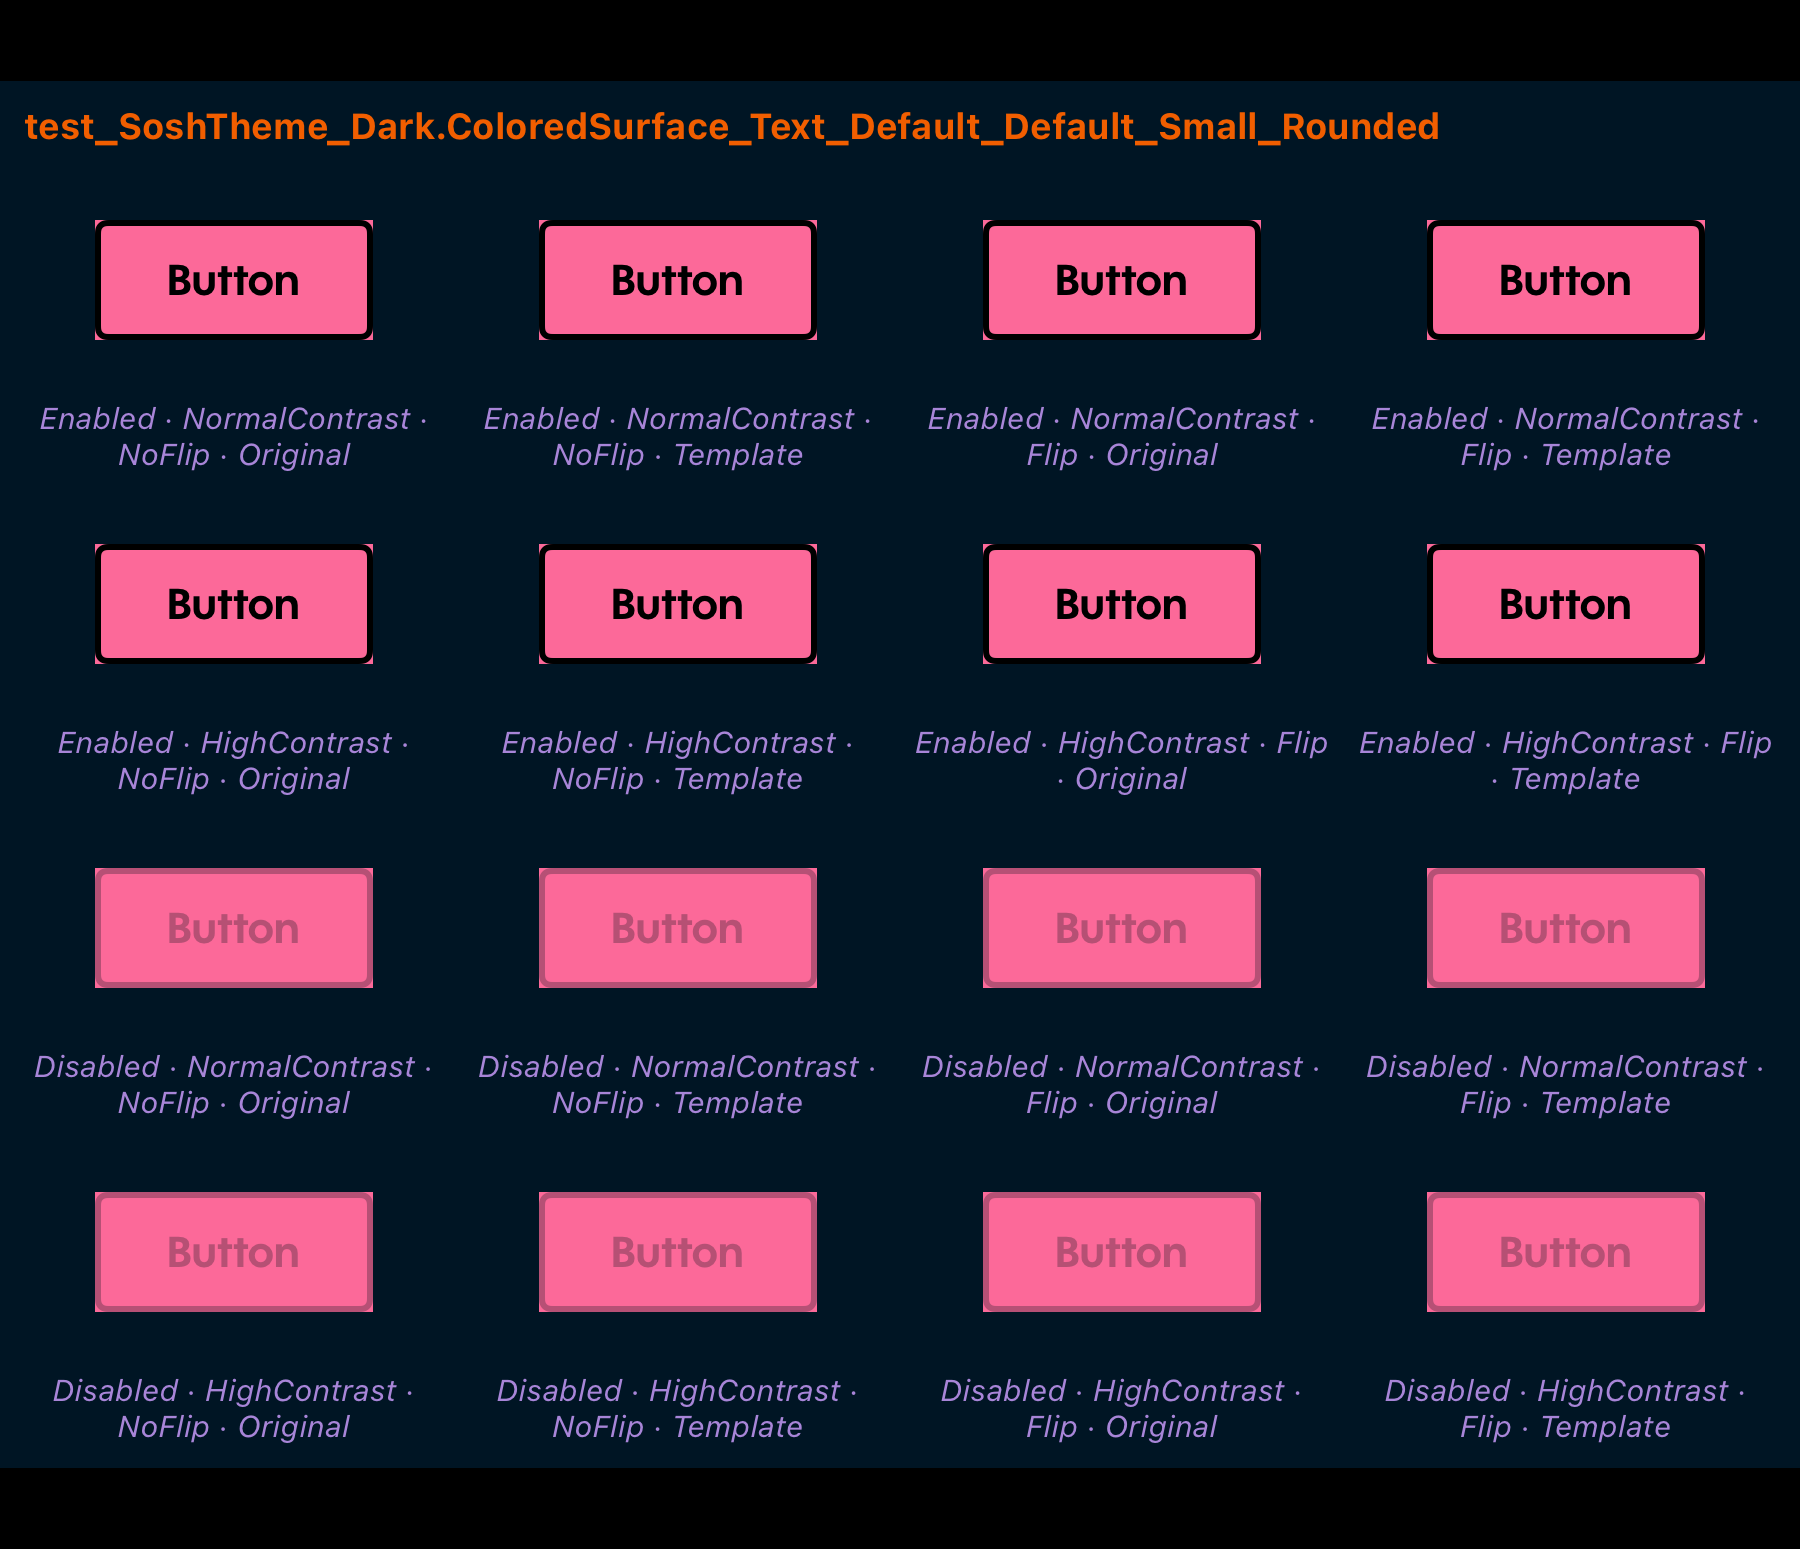 test_SoshTheme_Dark.ColoredSurface_Text_Default_Default_Small_Rounded
Button Button Button Button
Enabled · NormalContrast · Enabled · NormalContrast · Enabled · NormalContrast · Enabled · NormalContrast ·
NoFlip · Original NoFlip · Template Flip · Original Flip · Template
Button Button Button Button
Enabled · HighContrast · Enabled · HighContrast · Enabled · HighContrast · Flip Enabled · HighContrast · Flip
NoFlip · Original NoFlip · Template · Original · Template
Button Button Button Button
Disabled · NormalContrast · Disabled · NormalContrast · Disabled · NormalContrast · Disabled · NormalContrast ·
NoFlip · Original NoFlip · Template Flip · Original Flip · Template
Button Button Button Button
Disabled · HighContrast · Disabled · HighContrast · Disabled · HighContrast · Disabled · HighContrast ·
NoFlip · Original NoFlip · Template Flip · Original Flip · Template